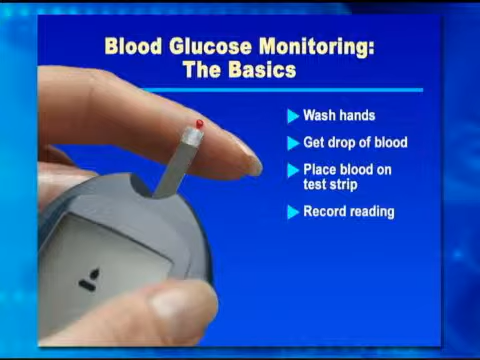 Blood Glucose Monitoring:
The Basics
Wash hands
Get drop of blood
Place blood on
test strip
Record reading